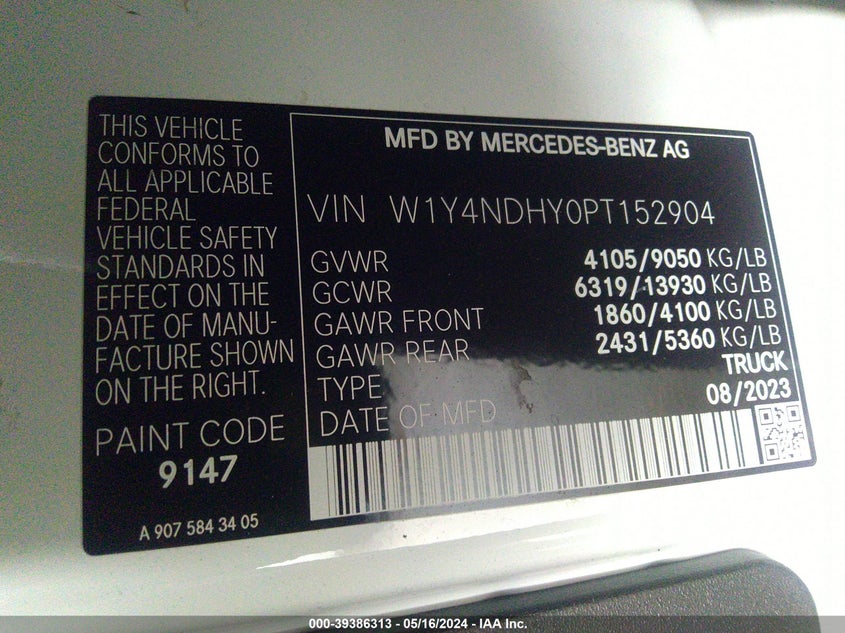 THIS VEHICLE
CONFORMS TO
ALL APPLICABLE
FEDERAL
VEHICLE SAFETY
STANDARDS IN
EFFECT ON THE
DATE OF MANU-
FACTURE SHOWN
ON THE RIGHT.
PAINT CODE
9147
A 907 584 34 05
MFD BY MERCEDES-BENZ AG
VIN W1Y4NDHY0PT152904
GVWR 4105/9050 KG/LB
GCWR 6319/13930 KG/LB
GAWR FRONT 1860/4100 KG/LB
GAWR REAR 2431/5360 KG/LB
TYPE TRUCK
DATE OF MFD 08/2023
000-39386313 - 05/16/2024 - IAA Inc.